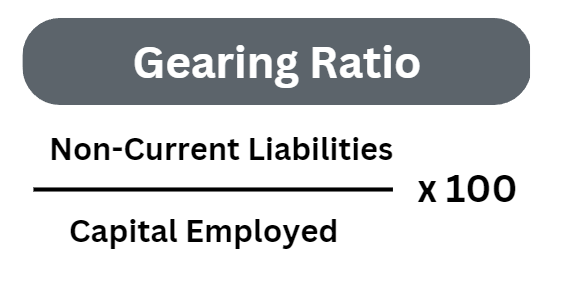 Gearing Ratio
Non-Current Liabilities
x 100
Capital Employed